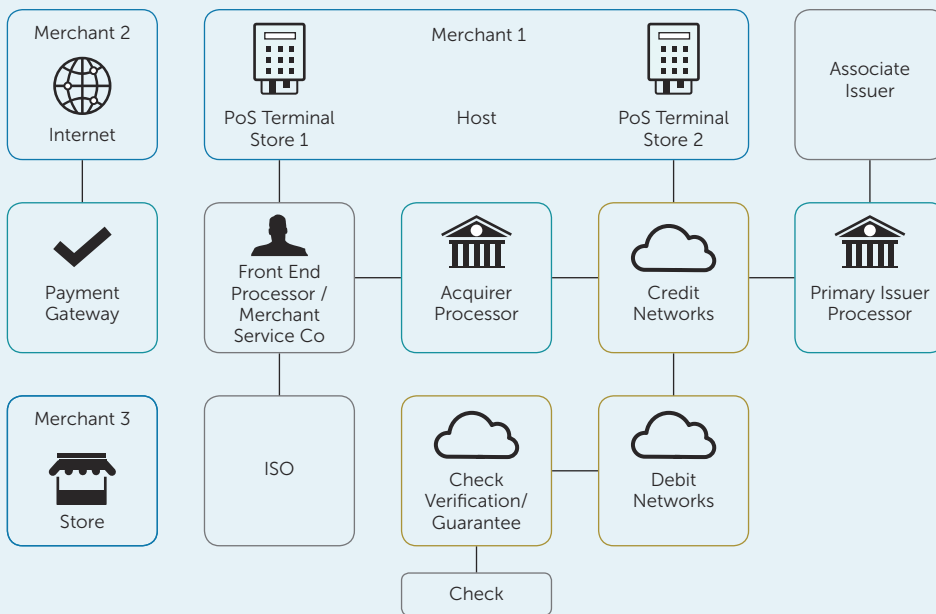 Merchant 2
Internet
Merchant 1
PoS Terminal
Store 1
Host
PoS Terminal
Store 2
Associate
Issuer
Payment
Gateway
Front End
Processor /
Merchant
Service Co
Acquirer
Processor
Credit
Networks
Primary Issuer
Processor
Merchant 3
Store
ISO
Check
Verification/
Guarantee
Debit
Networks
Check